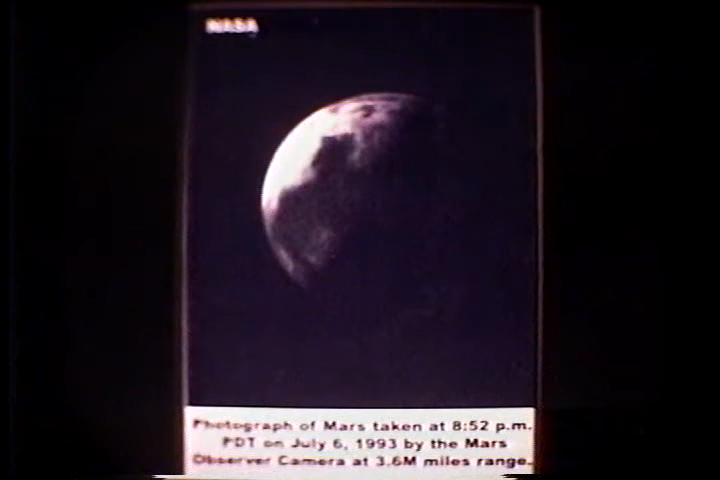 NASA
Photograph of Mars taken at 8:52 p.m.
PDT on July 6, 1993 by the Mars
Observer Camera at 3.6M miles range.